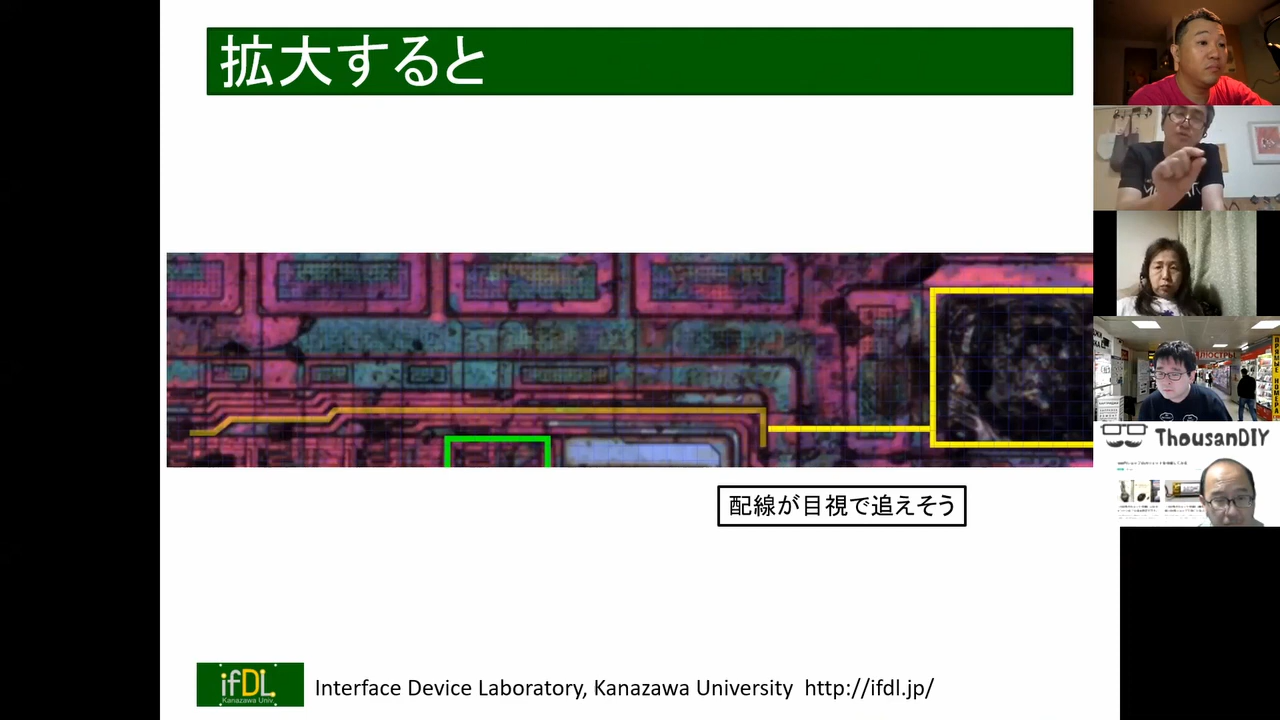 拡大すると
配線が目視で追えそう
ifDL
Kanazawa Univ.
Interface Device Laboratory, Kanazawa University http://ifdl.jp/
ThousanDIY